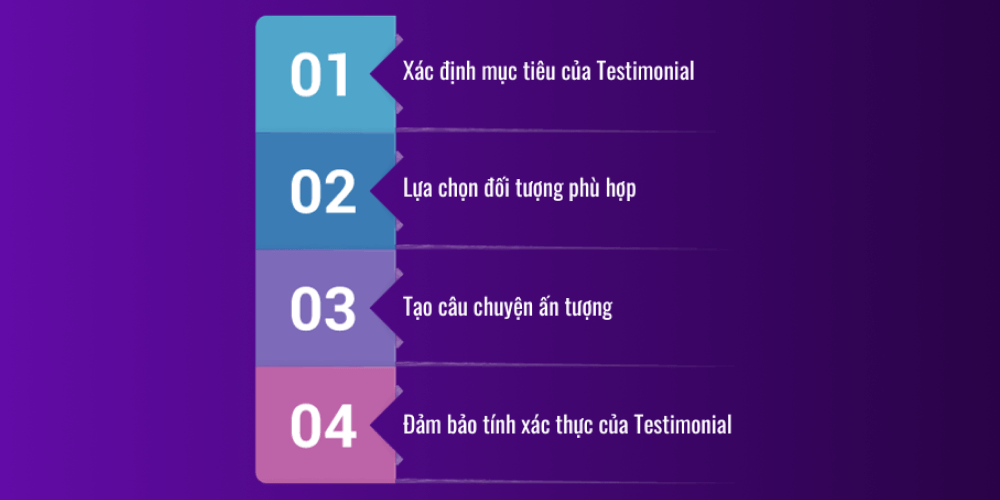 01
Xác định mục tiêu của Testimonial
02
Lựa chọn đối tượng phù hợp
03
Tạo câu chuyện ấn tượng
04
Đảm bảo tính xác thực của Testimonial